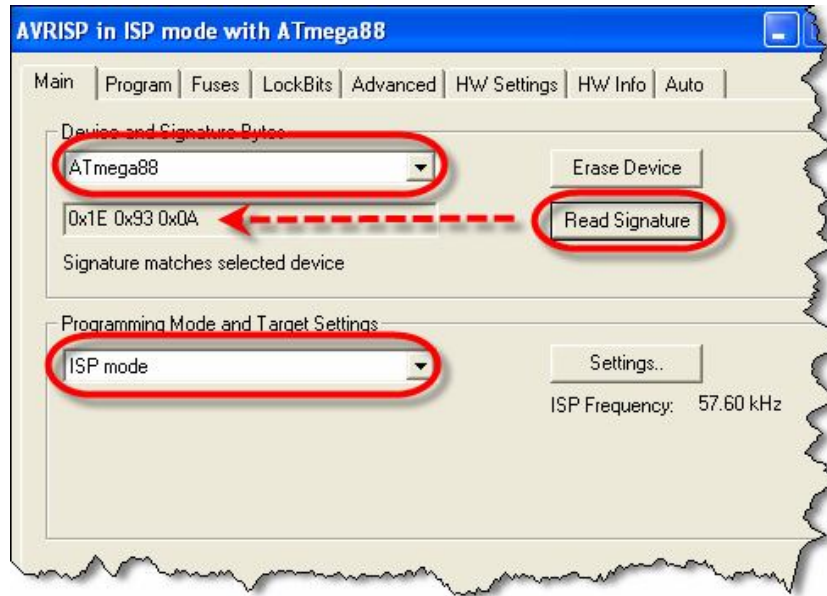 AVRISP in ISP mode with ATmega88
Main Program Fuses LockBits Advanced HW Settings HW Info Auto
Device and Signature Bytes
ATmega88
Erase Device
0x1E 0x93 0x0A
Read Signature
Signature matches selected device
Programming Mode and Target Settings
ISP mode
Settings..
ISP Frequency: 57.60 kHz